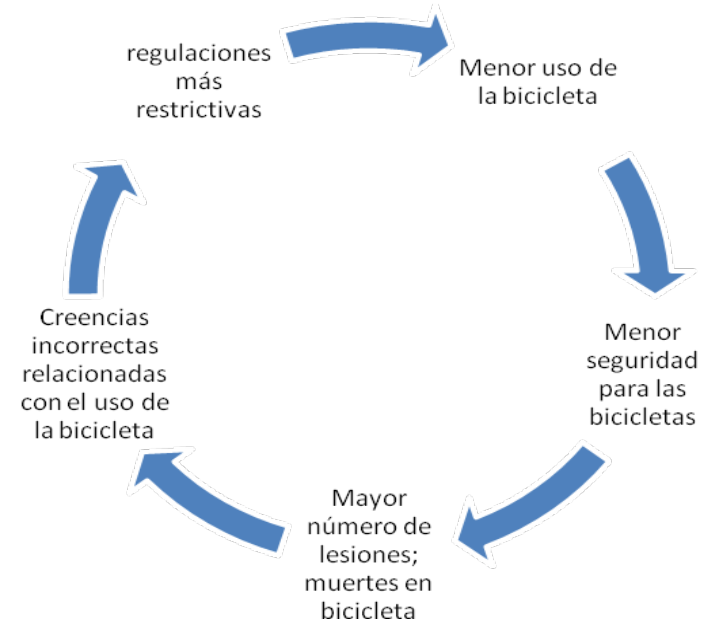 regulaciones
más
restrictivas
Menor uso de
la bicicleta
Menor
seguridad
para las
bicicletas
Mayor
número de
lesiones;
muertes en
bicicleta
Creencias
incorrectas
relacionadas
con el uso de
la bicicleta